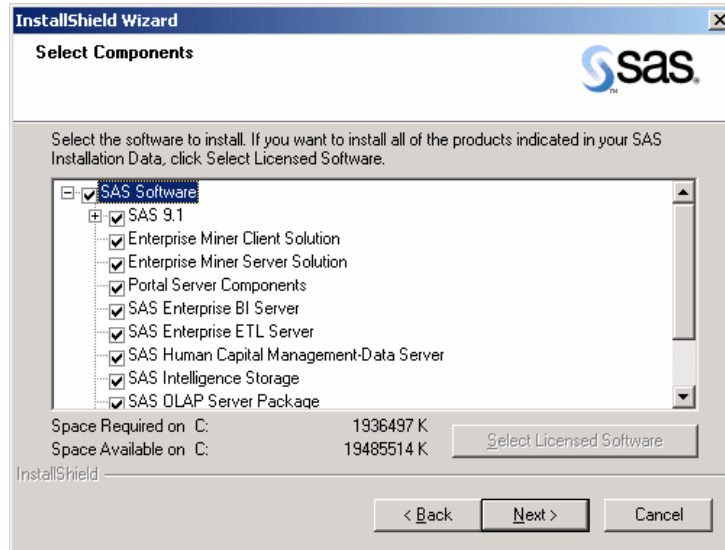 InstallShield Wizard
Select Components
sas.
TM
Select the software to install. If you want to install all of the products indicated in your SAS
Installation Data, click Select Licensed Software.
SAS Software
SAS 9.1
Enterprise Miner Client Solution
Enterprise Miner Server Solution
Portal Server Components
SAS Enterprise BI Server
SAS Enterprise ETL Server
SAS Human Capital Management-Data Server
SAS Intelligence Storage
SAS OLAP Server Package
Space Required on C: 1936497 K
Space Available on C: 19485514 K
Select Licensed Software
InstallShield
< Back Next > Cancel